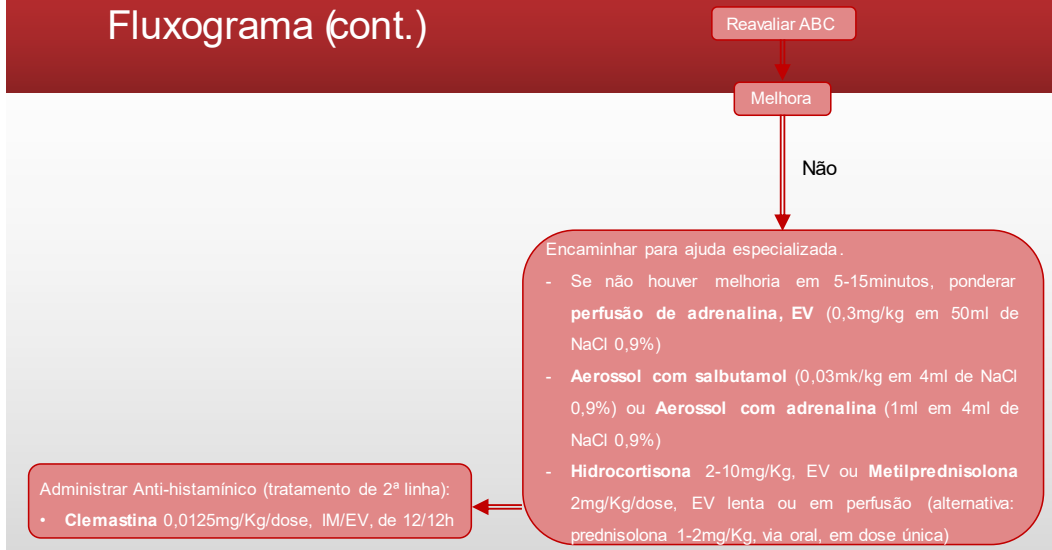 Fluxograma (cont.)
Reavaliar ABC
Melhora
Não
Encaminhar para ajuda especializada.
- Se não houver melhoria em 5-15minutos, ponderar
perfusão de adrenalina, EV (0,3mg/kg em 50ml de
NaCl 0,9%)
- Aerossol com salbutamol (0,03mk/kg em 4ml de NaCl
0,9%) ou Aerossol com adrenalina (1ml em 4ml de
NaCl 0,9%)
- Hidrocortisona 2-10mg/Kg, EV ou Metilprednisolona
2mg/Kg/dose, EV lenta ou em perfusão (alternativa:
prednisolona 1-2mg/Kg, via oral, em dose única)
Administrar Anti-histamínico (tratamento de 2ª linha):
• Clemastina 0,0125mg/Kg/dose, IM/EV, de 12/12h